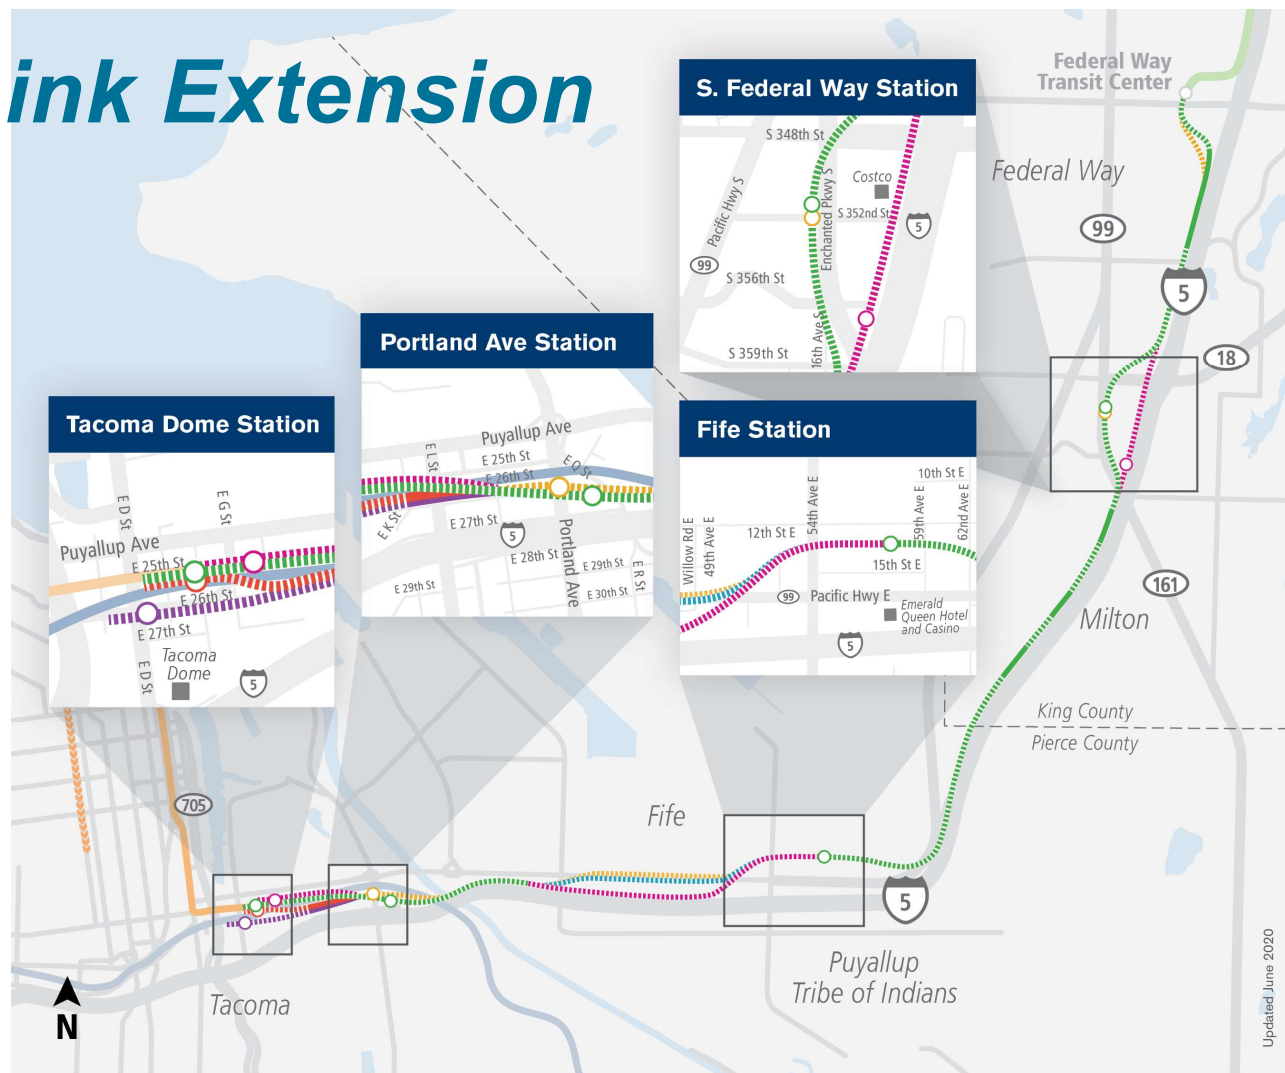 ink Extension
Federal Way
Transit Center
Federal Way
99
5
18
161
Milton
King County
Pierce County
S. Federal Way Station
S 348th St
Costco
Pacific Hwy S
Enchanted Pkwy S
S 352nd St
5
99
S 356th St
16th Ave S
S 359th St
Portland Ave Station
Puyallup Ave
E L St
E 25th St
E 26th St
E Q St
E K St
E 27th St
5
E 28th St
Portland Ave
E 29th St
E 29th St
E R St
E 30th St
Fife Station
10th St E
54th Ave E
59th Ave E
62nd Ave E
Willow Rd E
49th Ave E
12th St E
15th St E
99
Pacific Hwy E
Emerald
Queen Hotel
and Casino
5
Tacoma Dome Station
E D St
E G St
Puyallup Ave
E 25th St
E 26th St
E 27th St
E D St
Tacoma
Dome
5
705
Fife
5
Puyallup
Tribe of Indians
Tacoma
N
Updated June 2020